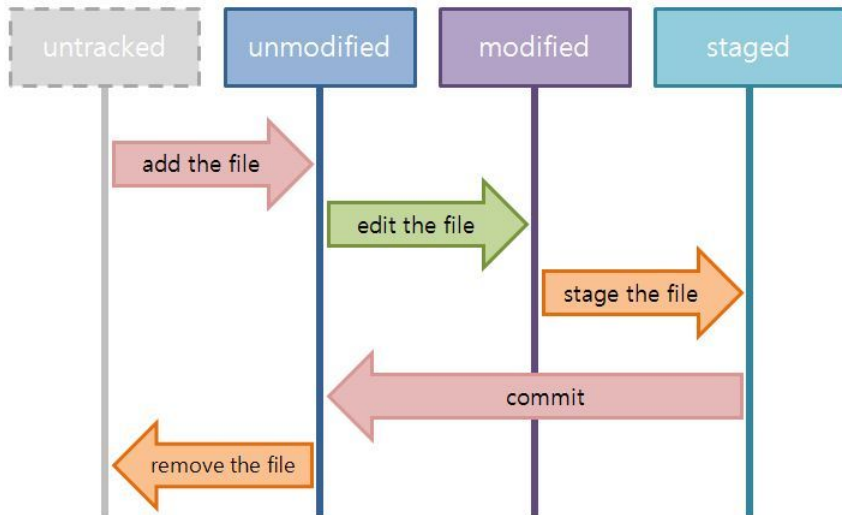 untracked
unmodified
modified
staged
add the file
edit the file
stage the file
commit
remove the file